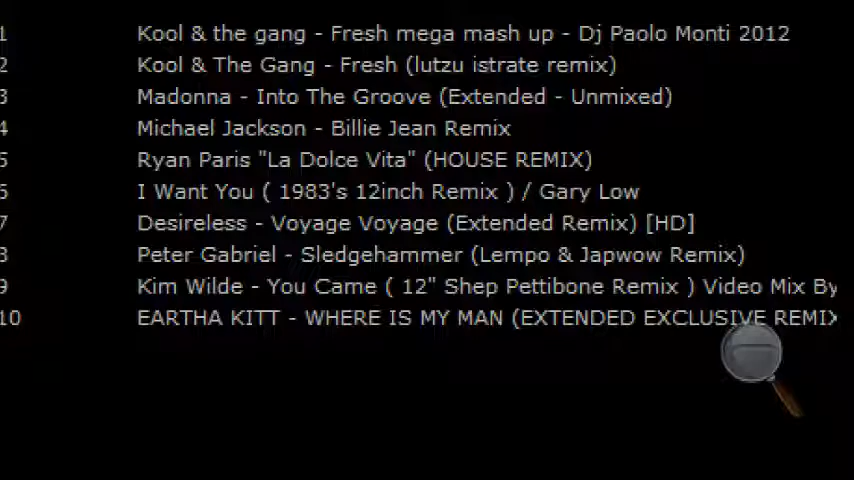 1 Kool & the gang - Fresh mega mash up - Dj Paolo Monti 2012
2 Kool & The Gang - Fresh (lutzu istrate remix)
3 Madonna - Into The Groove (Extended - Unmixed)
4 Michael Jackson - Billie Jean Remix
5 Ryan Paris "La Dolce Vita" (HOUSE REMIX)
6 I Want You ( 1983's 12inch Remix ) / Gary Low
7 Desireless - Voyage Voyage (Extended Remix) [HD]
8 Peter Gabriel - Sledgehammer (Lempo & Japwow Remix)
9 Kim Wilde - You Came ( 12" Shep Pettibone Remix ) Video Mix By
10 EARTHA KITT - WHERE IS MY MAN (EXTENDED EXCLUSIVE REMIX